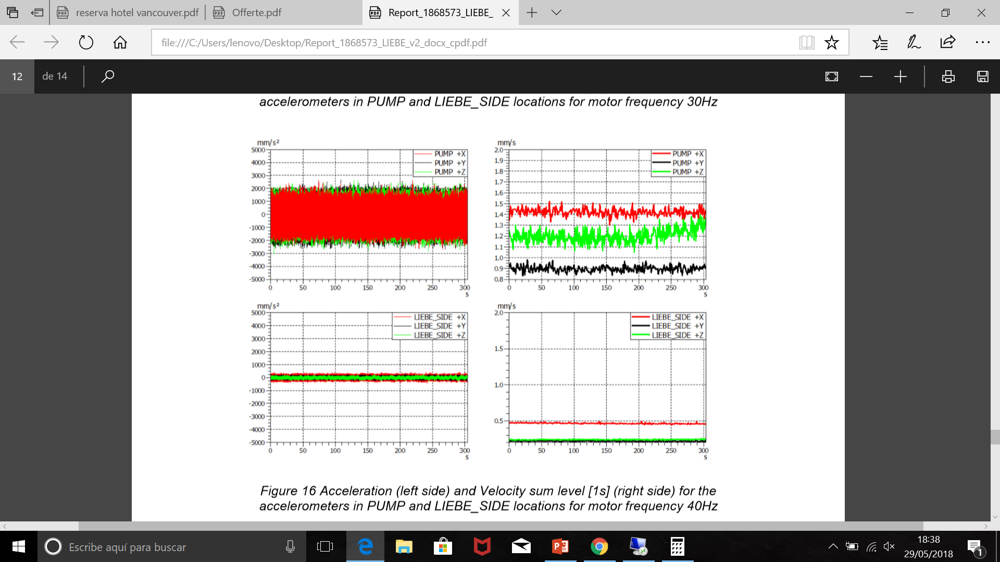 reserva hotel vancouver.pdf
Offerte.pdf
Report_1868573_LIEBE_
file:///C:/Users/lenovo/Desktop/Report_1868573_LIEBE_v2_docx_cpdf.pdf
12 de 14
accelerometers in PUMP and LIEBE_SIDE locations for motor frequency 30Hz
mm/s²
5000
4000
3000
2000
1000
0
-1000
-2000
-3000
-4000
-5000
PUMP +X
PUMP +Y
PUMP +Z
0 50 100 150 200 250 300
s
mm/s
2.0
1.9
1.8
1.7
1.6
1.5
1.4
1.3
1.2
1.1
1.0
0.9
0.8
PUMP +X
PUMP +Y
PUMP +Z
0 50 100 150 200 250 300
s
mm/s²
5000
4000
3000
2000
1000
0
-1000
-2000
-3000
-4000
-5000
LIEBE_SIDE +X
LIEBE_SIDE +Y
LIEBE_SIDE +Z
0 50 100 150 200 250 300
s
mm/s
2.0
1.5
1.0
0.5
LIEBE_SIDE +X
LIEBE_SIDE +Y
LIEBE_SIDE +Z
0 50 100 150 200 250 300
s
Figure 16 Acceleration (left side) and Velocity sum level [1s] (right side) for the
accelerometers in PUMP and LIEBE_SIDE locations for motor frequency 40Hz
Escribe aquí para buscar
18:38
29/05/2018
1